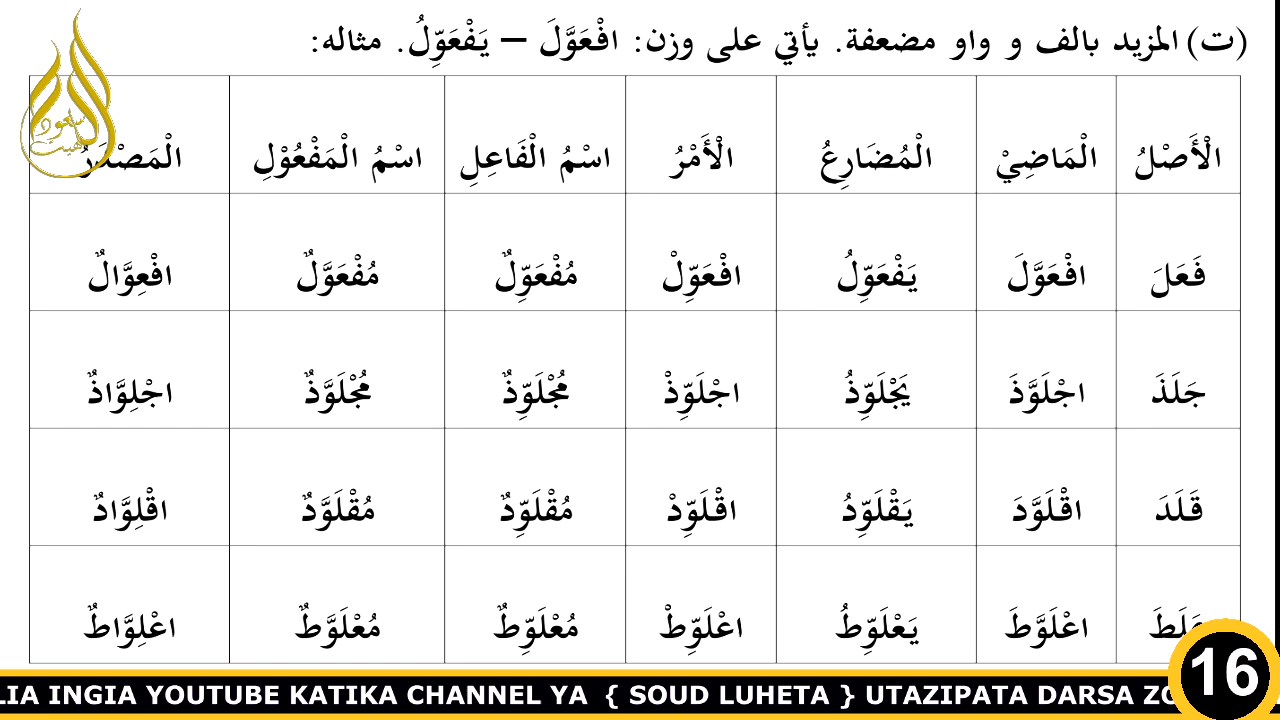 (ت) المزيد بالف و واو مضعفة. يأتي على وزن: افْعَوَّلَ – يَفْعَوِّلُ. مثاله:
الْأَصْلُ الْمَاضِيْ الْمُضَارِعُ الْأَمْرُ اسْمُ الْفَاعِلِ اسْمُ الْمَفْعُوْلِ الْمَصْدَرُ
فَعَلَ افْعَوَّلَ يَفْعَوِّلُ افْعَوِّلْ مُفْعَوِّلٌ مُفْعَوَّلٌ افْعِوَّالٌ
جَلَذَ اجْلَوَّذَ يَجْلَوِّذُ اجْلَوِّذْ مُجْلَوِّذٌ مُجْلَوَّذٌ اجْلِوَّاذٌ
قَلَدَ اقْلَوَّدَ يَقْلَوِّدُ اقْلَوِّدْ مُقْلَوِّدٌ مُقْلَوَّدٌ اقْلِوَّادٌ
اعْلَوَّطَ يَعْلَوِّطُ اعْلَوِّطْ مُعْلَوِّطٌ مُعْلَوَّطٌ اعْلِوَّاطٌ
INGIA YOUTUBE KATIKA CHANNEL YA { SOUD LUHETA } UTAZIPATA DARSA
16